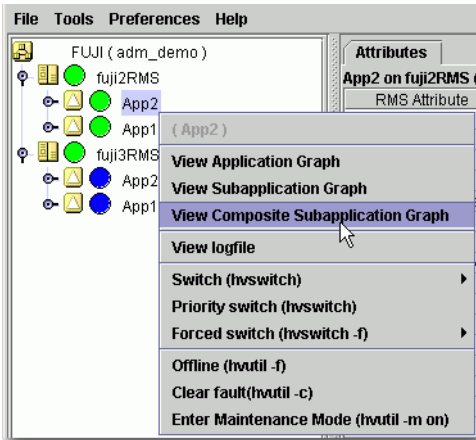 File Tools Preferences Help
FUJI ( adm_demo )
Attributes
fuji2RMS
App2 on fuji2RMS (
App2
RMS Attribute
App1
( App2 )
fuji3RMS
App2
App1
View Application Graph
View Subapplication Graph
View Composite Subapplication Graph
View logfile
Switch (hvswitch)
Priority switch (hvswitch)
Forced switch (hvswitch -f)
Offline (hvutil -f)
Clear fault(hvutil -c)
Enter Maintenance Mode (hvutil -m on)